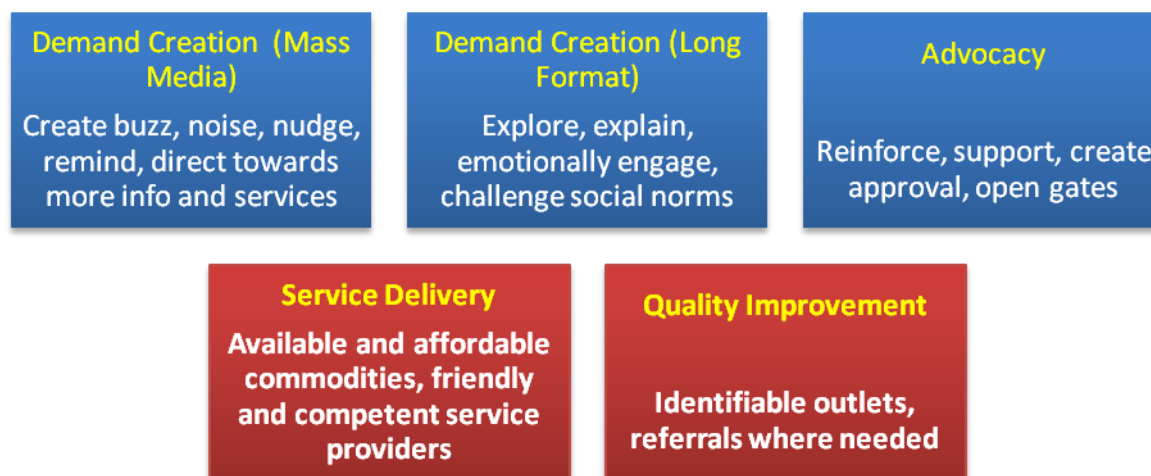 Demand Creation (Mass
Media)
Create buzz, noise, nudge,
remind, direct towards
more info and services
Demand Creation (Long
Format)
Explore, explain,
emotionally engage,
challenge social norms
Advocacy
Reinforce, support, create
approval, open gates
Service Delivery
Available and affordable
commodities, friendly
and competent service
providers
Quality Improvement
Identifiable outlets,
referrals where needed